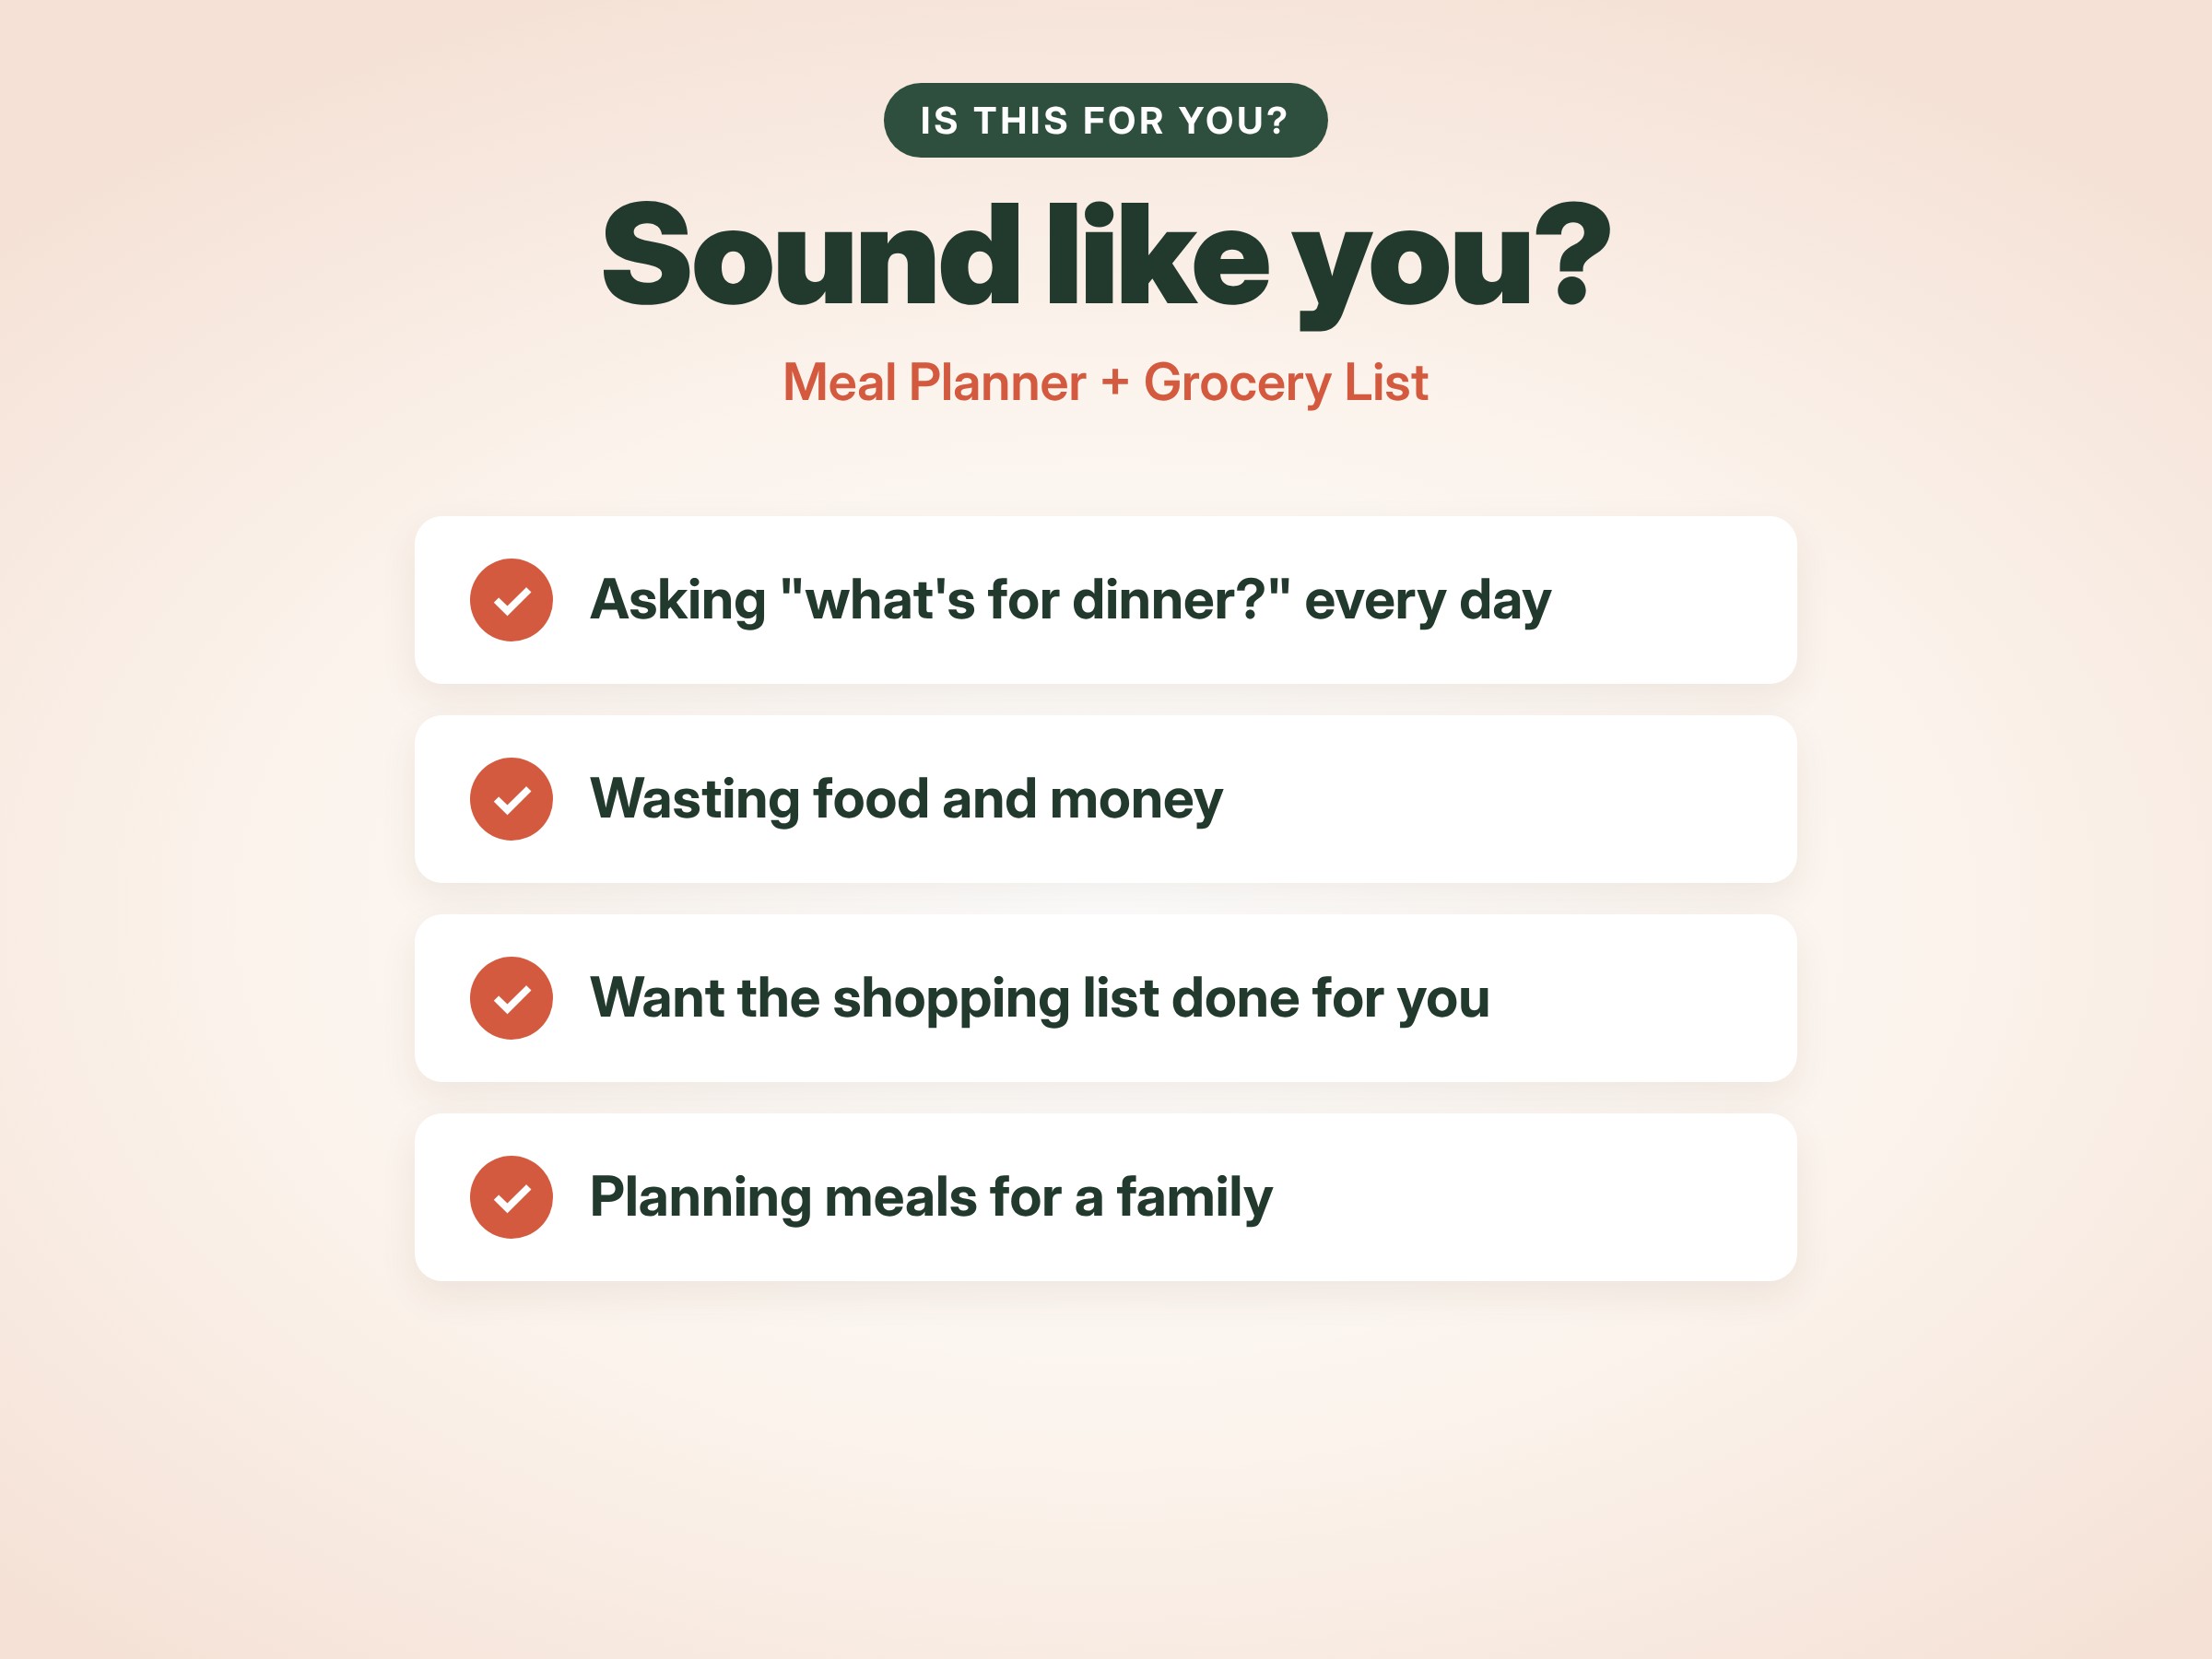 IS THIS FOR YOU?
Sound like you?
Meal Planner + Grocery List
Asking "what's for dinner?" every day
Wasting food and money
Want the shopping list done for you
Planning meals for a family